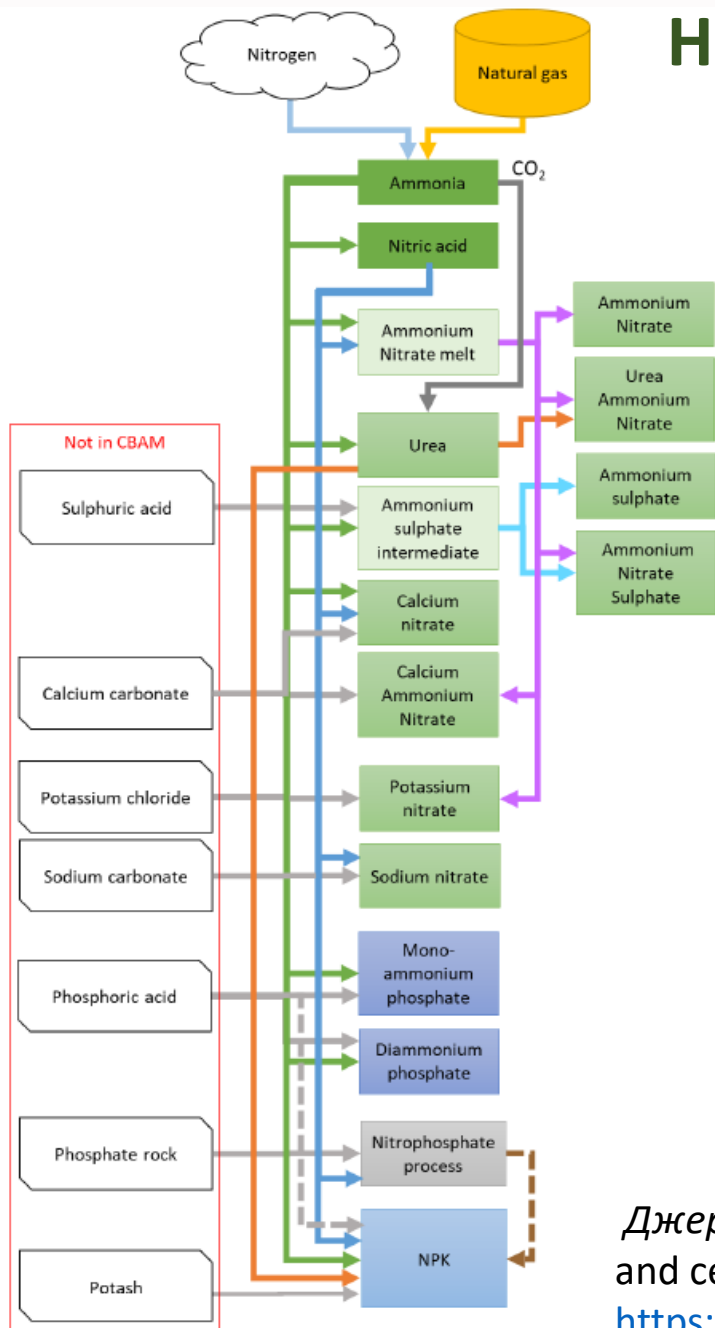 H
Nitrogen
Natural gas
Ammonia
CO₂
Nitric acid
Ammonium
Nitrate melt
Ammonium
Nitrate
Urea
Ammonium
Nitrate
Not in CBAM
Urea
Sulphuric acid
Ammonium
sulphate
intermediate
Ammonium
sulphate
Ammonium
Nitrate
Sulphate
Calcium
nitrate
Calcium carbonate
Calcium
Ammonium
Nitrate
Potassium chloride
Potassium
nitrate
Sodium carbonate
Sodium nitrate
Phosphoric acid
Mono-
ammonium
phosphate
Diammonium
phosphate
Phosphate rock
Nitrophosphate
process
NPK
Potash
Джер
and ce
https: